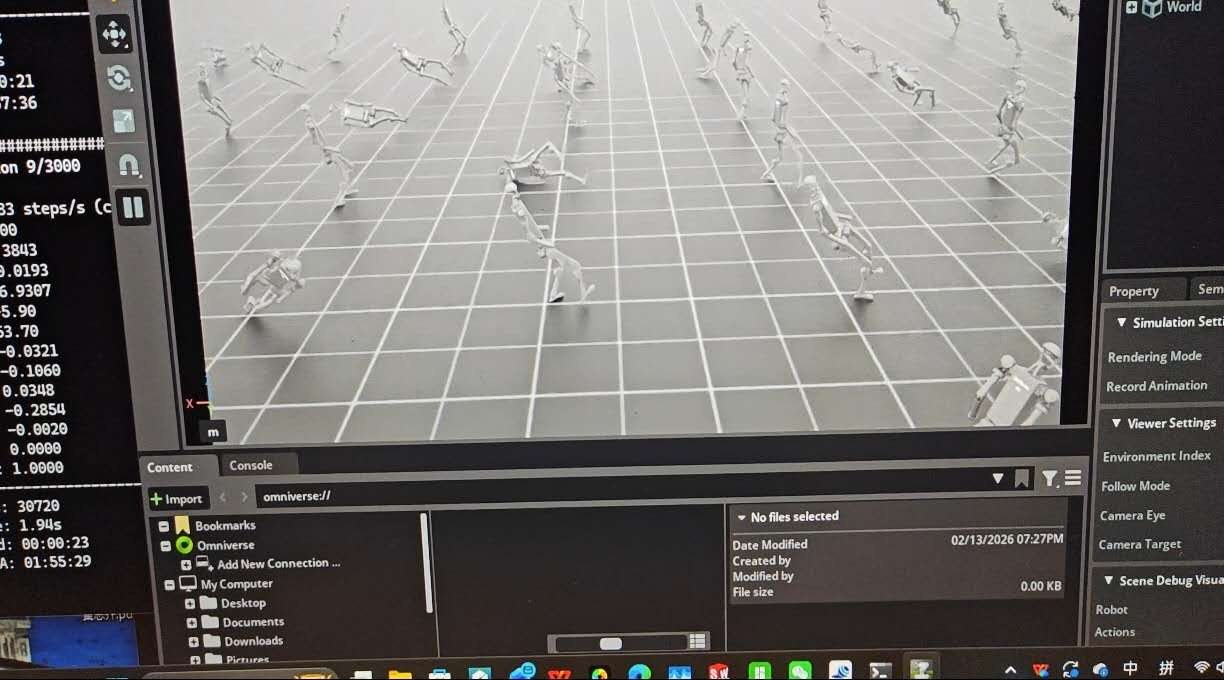 0:21
7:36
############
on 9/3000
83 steps/s (c
00
3843
0.0193
6.9307
-5.90
63.70
-0.0321
-0.1060
0.0348
-0.2854
-0.0020
0.0000
: 1.0000
: 30720
e: 1.94s
d: 00:00:23
A: 01:55:29
X
m
World
Property
Sem
Simulation Setti
Rendering Mode
Record Animation
Viewer Settings
Environment Index
Follow Mode
Camera Eye
Camera Target
Scene Debug Visua
Robot
Actions
Content
Console
+ Import
omniverse://
Bookmarks
Omniverse
Add New Connection ...
My Computer
Desktop
Documents
Downloads
Pictures
No files selected
Date Modified 02/13/2026 07:27PM
Created by
Modified by
File size 0.00 KB
中 拼